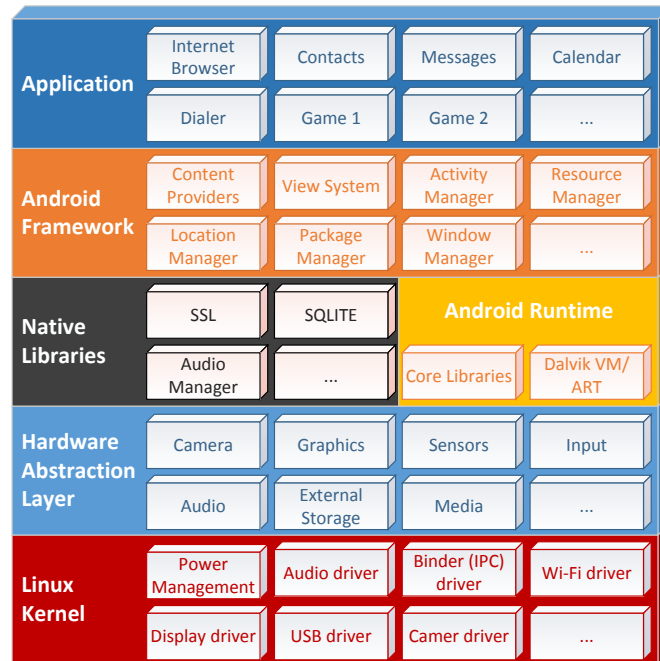 Application
Internet
Browser
Contacts
Messages
Calendar
Dialer
Game 1
Game 2
...
Android
Framework
Content
Providers
View System
Activity
Manager
Resource
Manager
Location
Manager
Package
Manager
Window
Manager
...
Native
Libraries
SSL
SQLITE
Audio
Manager
...
Android Runtime
Core Libraries
Dalvik VM/
ART
Hardware
Abstraction
Layer
Camera
Graphics
Sensors
Input
Audio
External
Storage
Media
...
Linux
Kernel
Power
Management
Audio driver
Binder (IPC)
driver
Wi-Fi driver
Display driver
USB driver
Camer driver
...